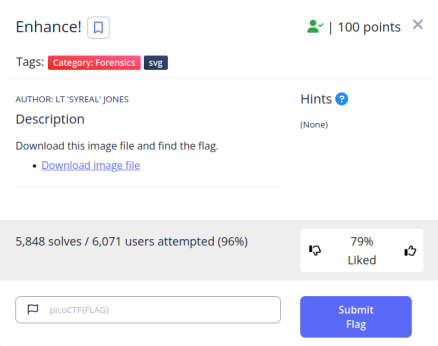 Enhance!
| 100 points
Tags: Category: Forensics svg
AUTHOR: LT 'SYREAL' JONES
Description
Download this image file and find the flag.
• Download image file
Hints ?
(None)
5,848 solves / 6,071 users attempted (96%)
79%
Liked
picoCTF{FLAG}
Submit
Flag